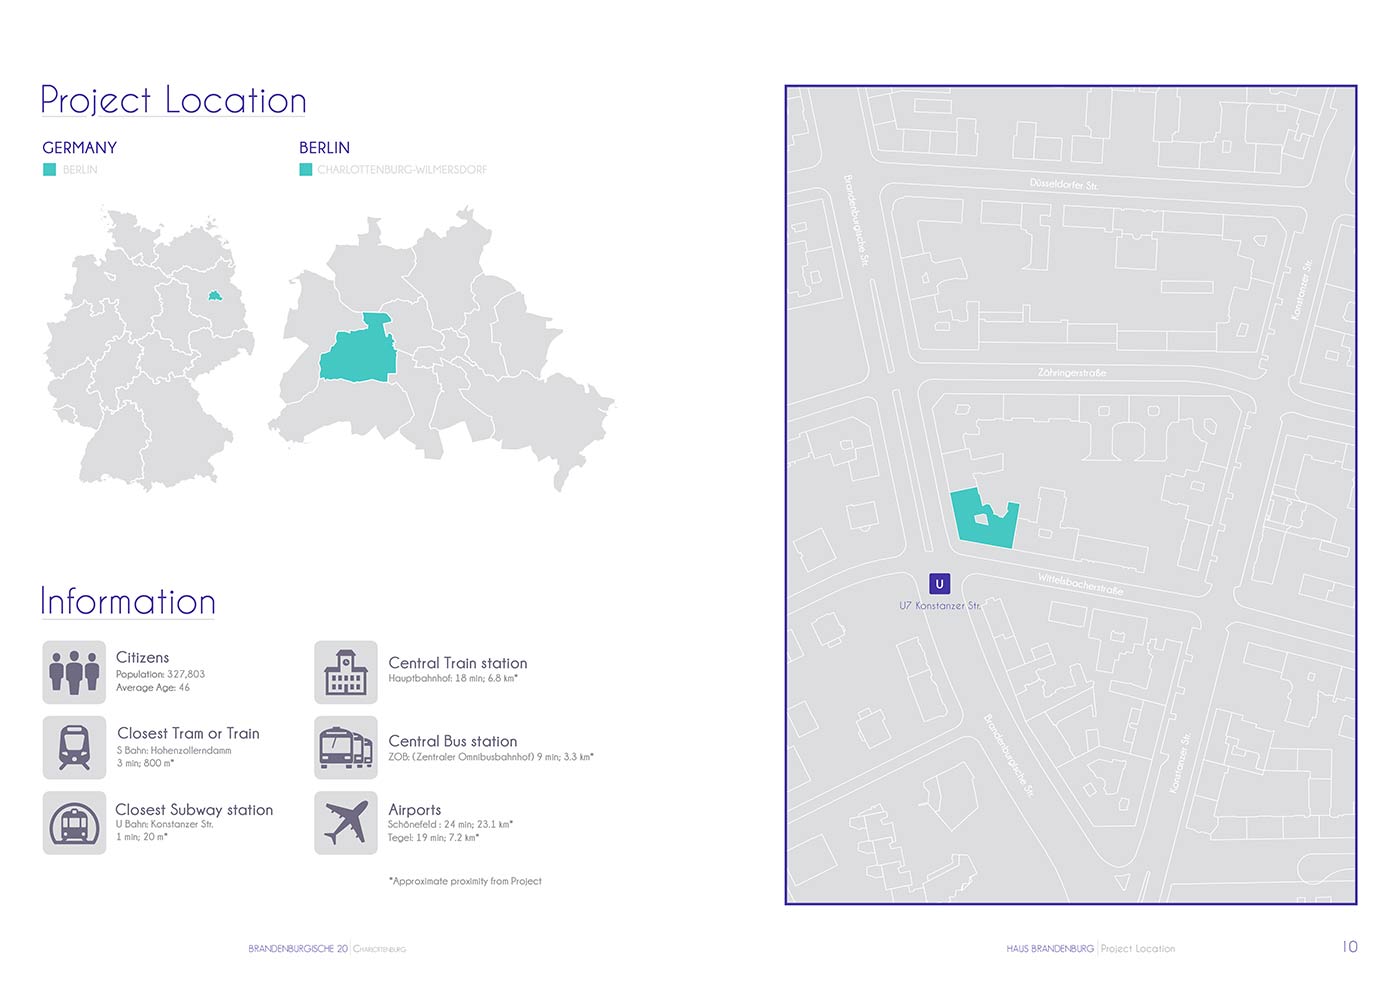 Project Location
GERMANY
BERLIN
BERLIN
CHARLOTTENBURG-WILMERSDORF
Information
Citizens
Population: 327,803
Average Age: 46
Closest Tram or Train
S Bahn: Hohenzollerndamm
3 min; 800 m*
Closest Subway station
U Bahn: Konstanzer Str.
1 min; 20 m*
Central Train station
Hauptbahnhof: 18 min; 6.8 km*
Central Bus station
ZOB: (Zentraler Omnibusbahnhof) 9 min; 3.3 km*
Airports
Schönefeld : 24 min; 23.1 km*
Tegel: 19 min; 7.2 km*
*Approximate proximity from Project
BRANDENBURGISCHE 20 | CHARLOTTENBURG
Düsseldorfer Str.
Brandenburgische Str.
Konstanzer Str.
Zähringerstraße
Wittelsbacherstraße
U
U7 Konstanzer Str.
Brandenburgische Str.
Konstanzer Str.
HAUS BRANDENBURG | Project Location
10